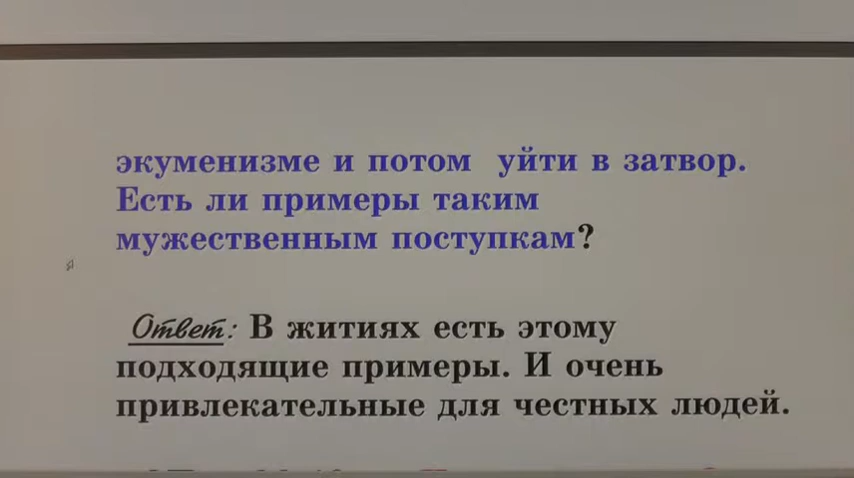 экуменизме и потом уйти в затвор.
Есть ли примеры таким
мужественным поступкам?
Ответ: В житиях есть этому
подходящие примеры. И очень
привлекательные для честных людей.